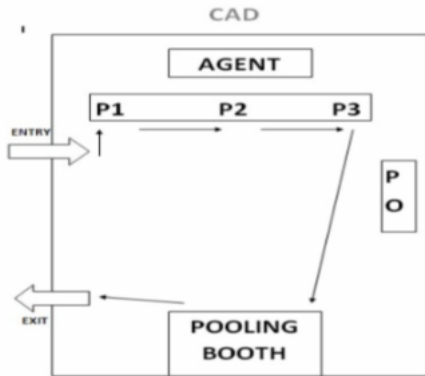 CAD
AGENT
P1 P2 P3
ENTRY
P
O
EXIT
POOLING
BOOTH